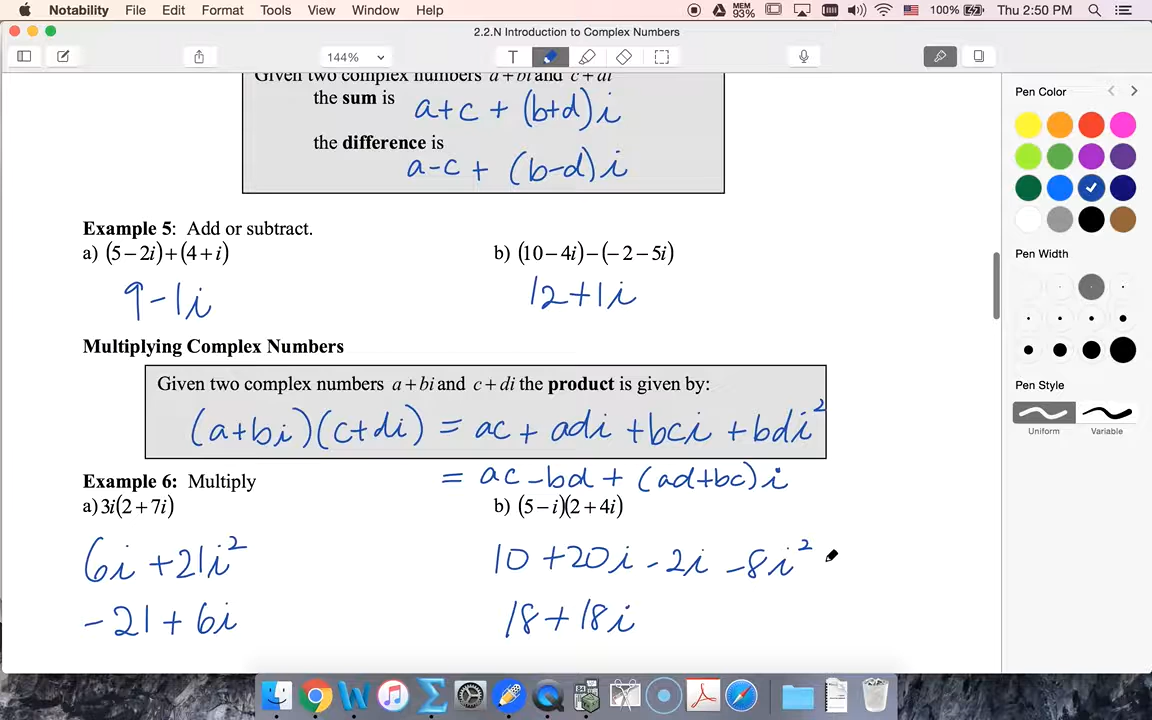 Notability File Edit Format Tools View Window Help MEM 93% 100% Thu 2:50 PM
2.2.N Introduction to Complex Numbers
144% T
Given two complex numbers a+bi and c+di
the sum is a+c + (b+d)i
the difference is
a-c + (b-d)i
Example 5: Add or subtract.
a) (5−2i)+(4+i) b) (10−4i)−(−2−5i)
9-1i 12+1i
Multiplying Complex Numbers
Given two complex numbers a+bi and c+di the product is given by:
(a+bi)(c+di) = ac + adi + bci + bdi²
= ac-bd + (ad+bc)i
Example 6: Multiply
a) 3i(2+7i) b) (5−i)(2+4i)
6i + 21i² 10 + 20i - 2i - 8i²
-21 + 6i 18 + 18i
Pen Color
Pen Width
Pen Style
Uniform Variable